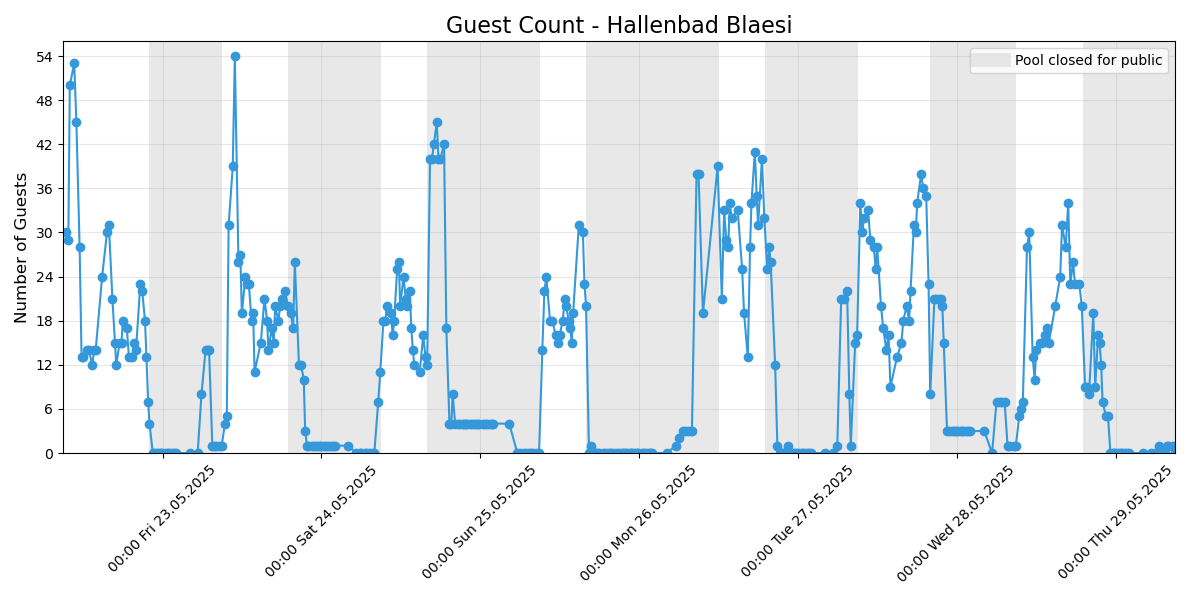 Guest Count - Hallenbad Blaesi
Pool closed for public
Number of Guests
54
48
42
36
30
24
18
12
6
0
00:00 Fri 23.05.2025
00:00 Sat 24.05.2025
00:00 Sun 25.05.2025
00:00 Mon 26.05.2025
00:00 Tue 27.05.2025
00:00 Wed 28.05.2025
00:00 Thu 29.05.2025